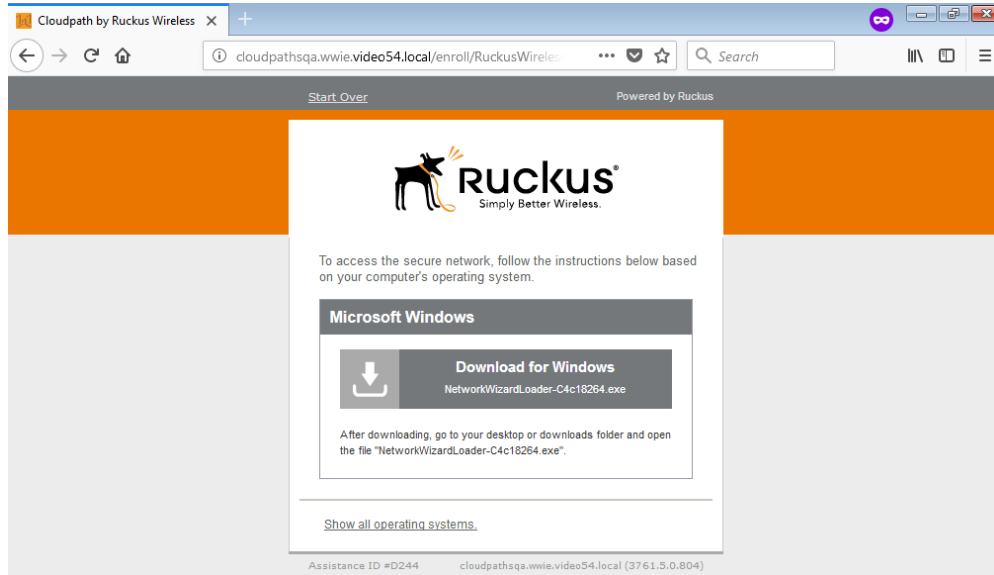 Cloudpath by Ruckus Wireless
cloudpathsqa.wwie.video54.local/enroll/RuckusWireles
Search
Start Over
Powered by Ruckus
Ruckus®
Simply Better Wireless.
To access the secure network, follow the instructions below based
on your computer's operating system.
Microsoft Windows
Download for Windows
NetworkWizardLoader-C4c18264.exe
After downloading, go to your desktop or downloads folder and open
the file "NetworkWizardLoader-C4c18264.exe".
Show all operating systems.
Assistance ID #D244
cloudpathsqa.wwie.video54.local (3761.5.0.804)